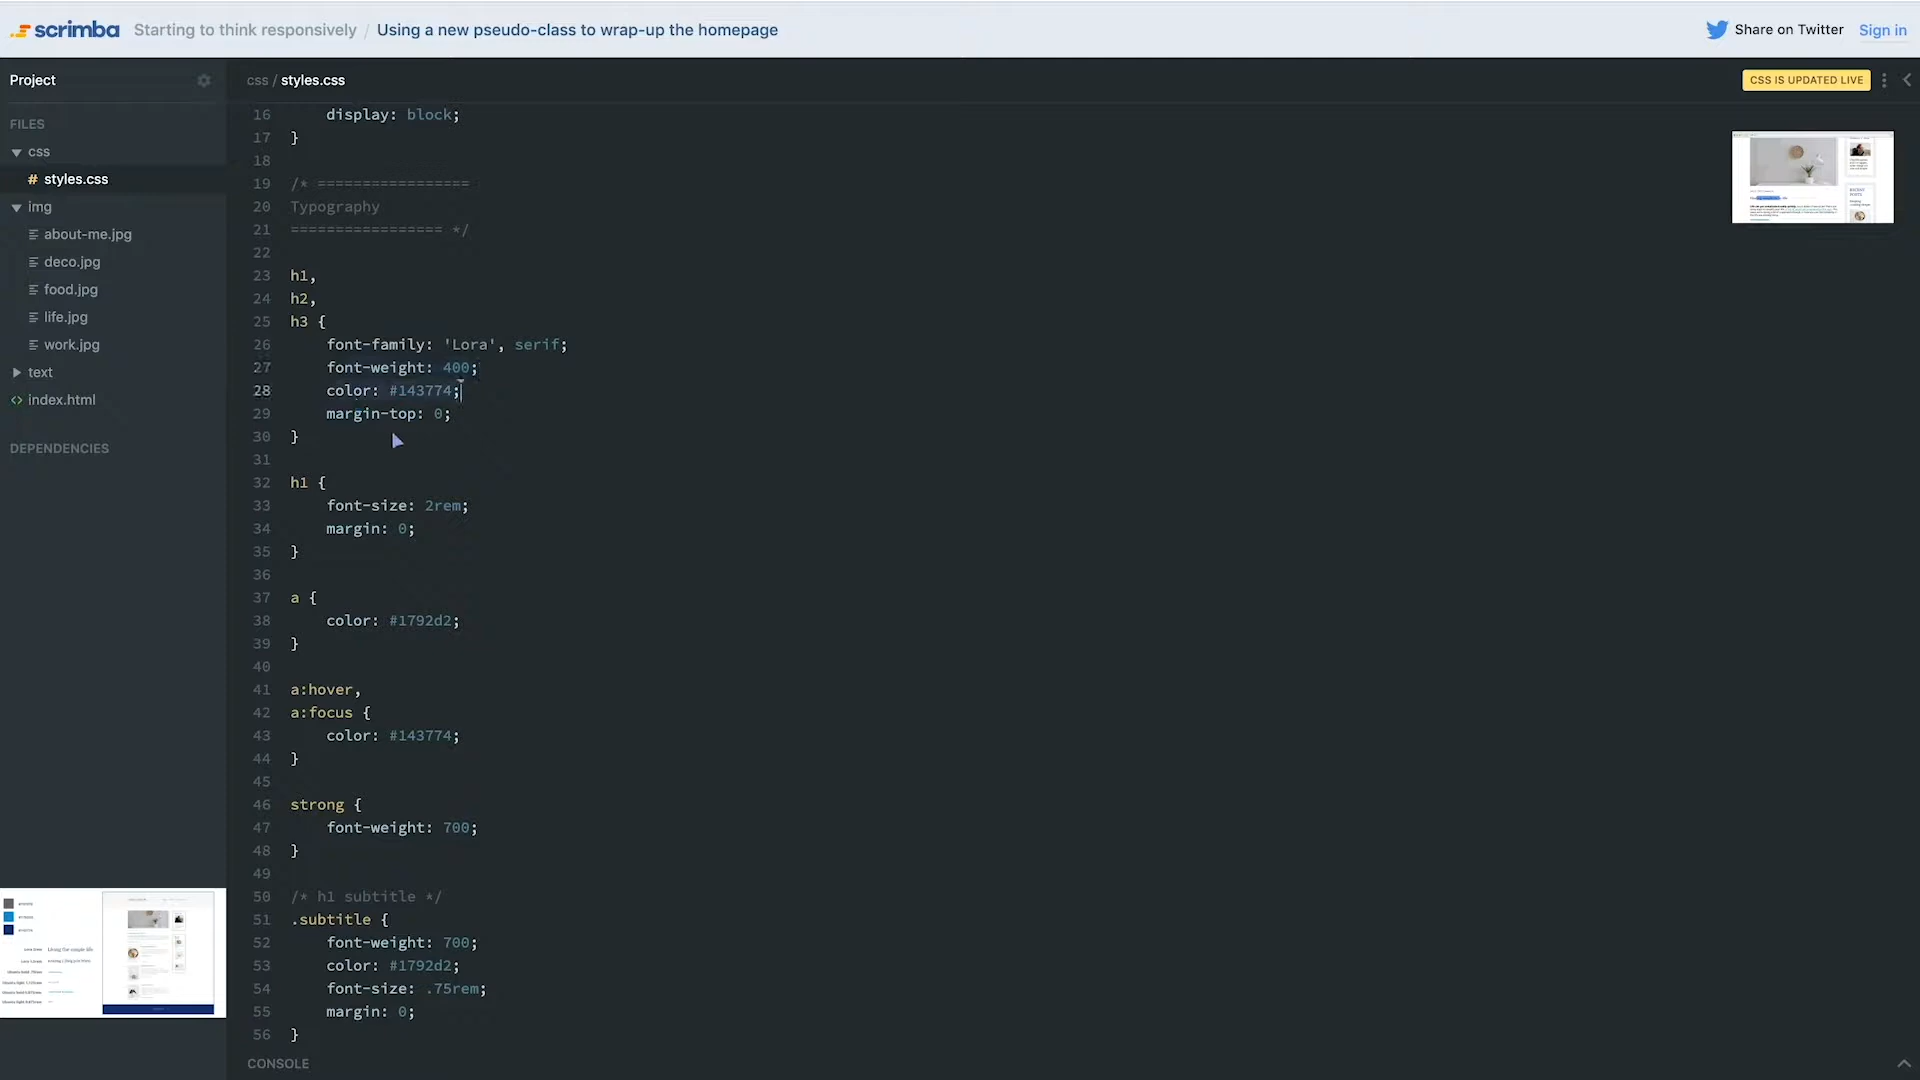 scrimba Starting to think responsively / Using a new pseudo-class to wrap-up the homepage Share on Twitter Sign in
Project
css / styles.css
CSS IS UPDATED LIVE
FILES
css
# styles.css
img
about-me.jpg
deco.jpg
food.jpg
life.jpg
work.jpg
text
<> index.html
DEPENDENCIES
16 display: block;
17 }
18
19 /* =================
20 Typography
21 ================= */
22
23 h1,
24 h2,
25 h3 {
26 font-family: 'Lora', serif;
27 font-weight: 400;
28 color: #143774;
29 margin-top: 0;
30 }
31
32 h1 {
33 font-size: 2rem;
34 margin: 0;
35 }
36
37 a {
38 color: #1792d2;
39 }
40
41 a:hover,
42 a:focus {
43 color: #143774;
44 }
45
46 strong {
47 font-weight: 700;
48 }
49
50 /* h1 subtitle */
51 .subtitle {
52 font-weight: 700;
53 color: #1792d2;
54 font-size: .75rem;
55 margin: 0;
56 }
CONSOLE
RECENT POSTS
Living the simple life